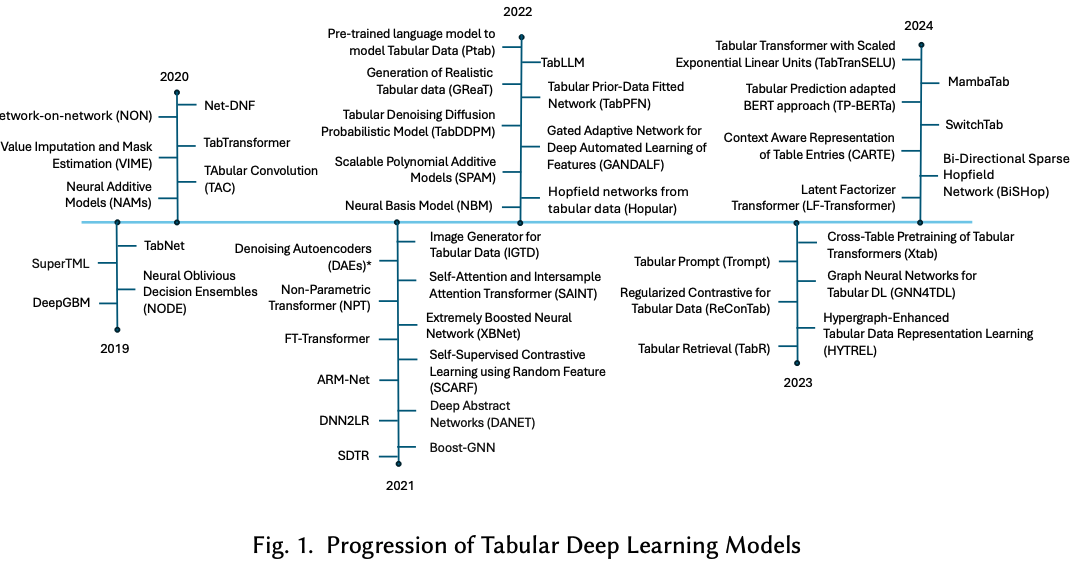 2020
etwork-on-network (NON)
Value Imputation and Mask
Estimation (VIME)
Neural Additive
Models (NAMs)
Net-DNF
TabTransformer
TAbular Convolution
(TAC)
2022
Pre-trained language model to
model Tabular Data (Ptab)
Generation of Realistic
Tabular data (GReaT)
Tabular Denoising Diffusion
Probabilistic Model (TabDDPM)
Scalable Polynomial Additive
Models (SPAM)
Neural Basis Model (NBM)
TabLLM
Tabular Prior-Data Fitted
Network (TabPFN)
Gated Adaptive Network for
Deep Automated Learning of
Features (GANDALF)
Hopfield networks from
tabular data (Hopular)
2024
Tabular Transformer with Scaled
Exponential Linear Units (TabTranSELU)
Tabular Prediction adapted
BERT approach (TP-BERTa)
Context Aware Representation
of Table Entries (CARTE)
Latent Factorizer
Transformer (LF-Transformer)
MambaTab
SwitchTab
Bi-Directional Sparse
Hopfield
Network (BiSHop)
SuperTML
DeepGBM
TabNet
Neural Oblivious
Decision Ensembles
(NODE)
2019
Denoising Autoencoders
(DAEs)*
Non-Parametric
Transformer (NPT)
FT-Transformer
ARM-Net
DNN2LR
SDTR
Image Generator for
Tabular Data (IGTD)
Self-Attention and Intersample
Attention Transformer (SAINT)
Extremely Boosted Neural
Network (XBNet)
Self-Supervised Contrastive
Learning using Random Feature
(SCARF)
Deep Abstract
Networks (DANET)
Boost-GNN
2021
Tabular Prompt (Trompt)
Regularized Contrastive for
Tabular Data (ReConTab)
Tabular Retrieval (TabR)
Cross-Table Pretraining of Tabular
Transformers (Xtab)
Graph Neural Networks for
Tabular DL (GNN4TDL)
Hypergraph-Enhanced
Tabular Data Representation Learning
(HYTREL)
2023
Fig. 1. Progression of Tabular Deep Learning Models